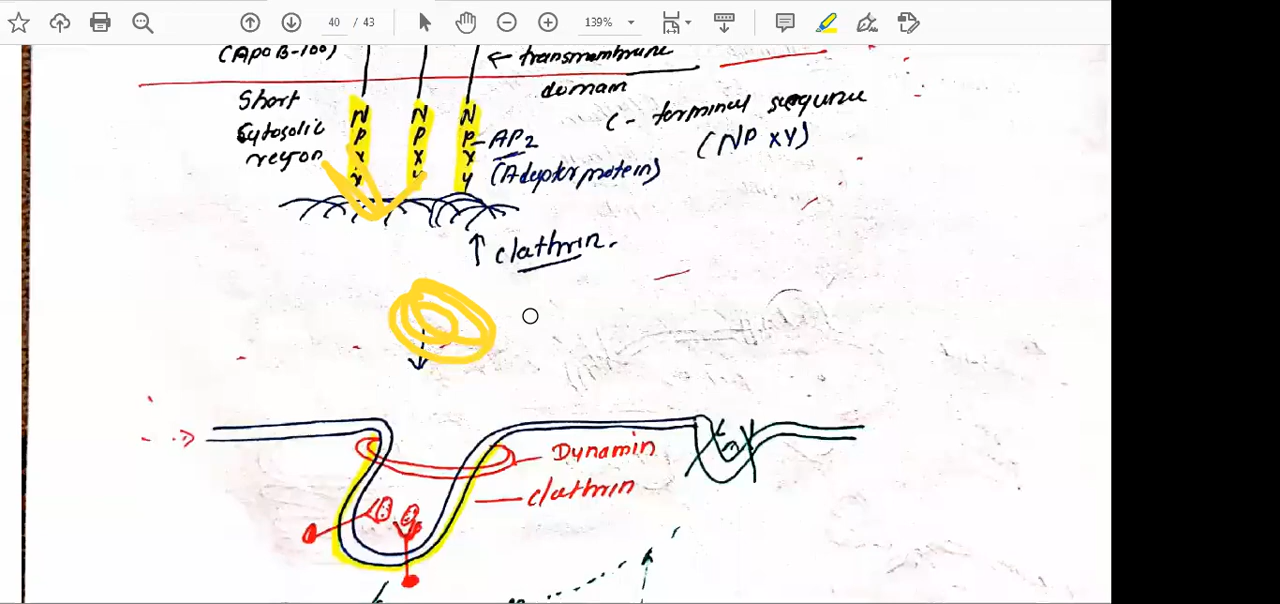 40 / 43
139%
(Apo B-100)
← transmembrane
domain
Short
Cytosolic
region
C- terminal sequence
(NP XY)
N P X Y
N P X Y
N P X Y
AP2
(Adapter protein)
↑ Clathrin.
Dynamin
clathrin